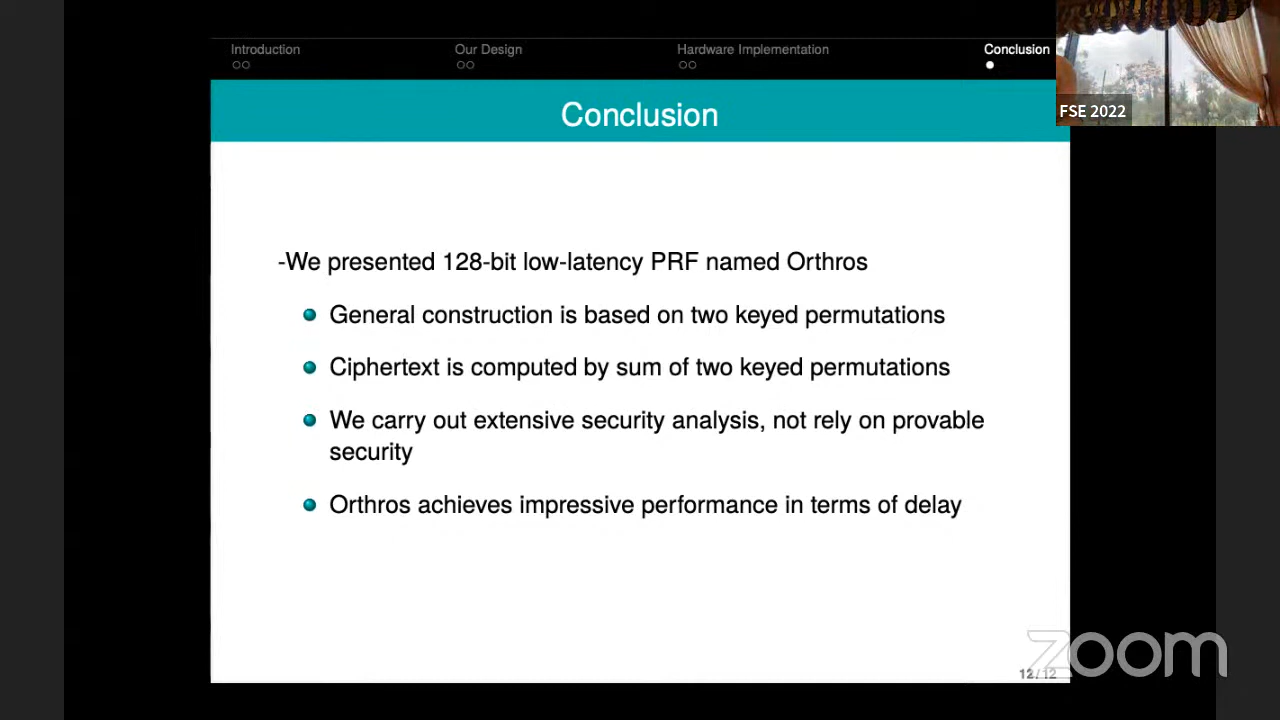 Introduction
Our Design
Hardware Implementation
Conclusion
FSE 2022
Conclusion
-We presented 128-bit low-latency PRF named Orthros
General construction is based on two keyed permutations
Ciphertext is computed by sum of two keyed permutations
We carry out extensive security analysis, not rely on provable
security
Orthros achieves impressive performance in terms of delay
zoom
12/12